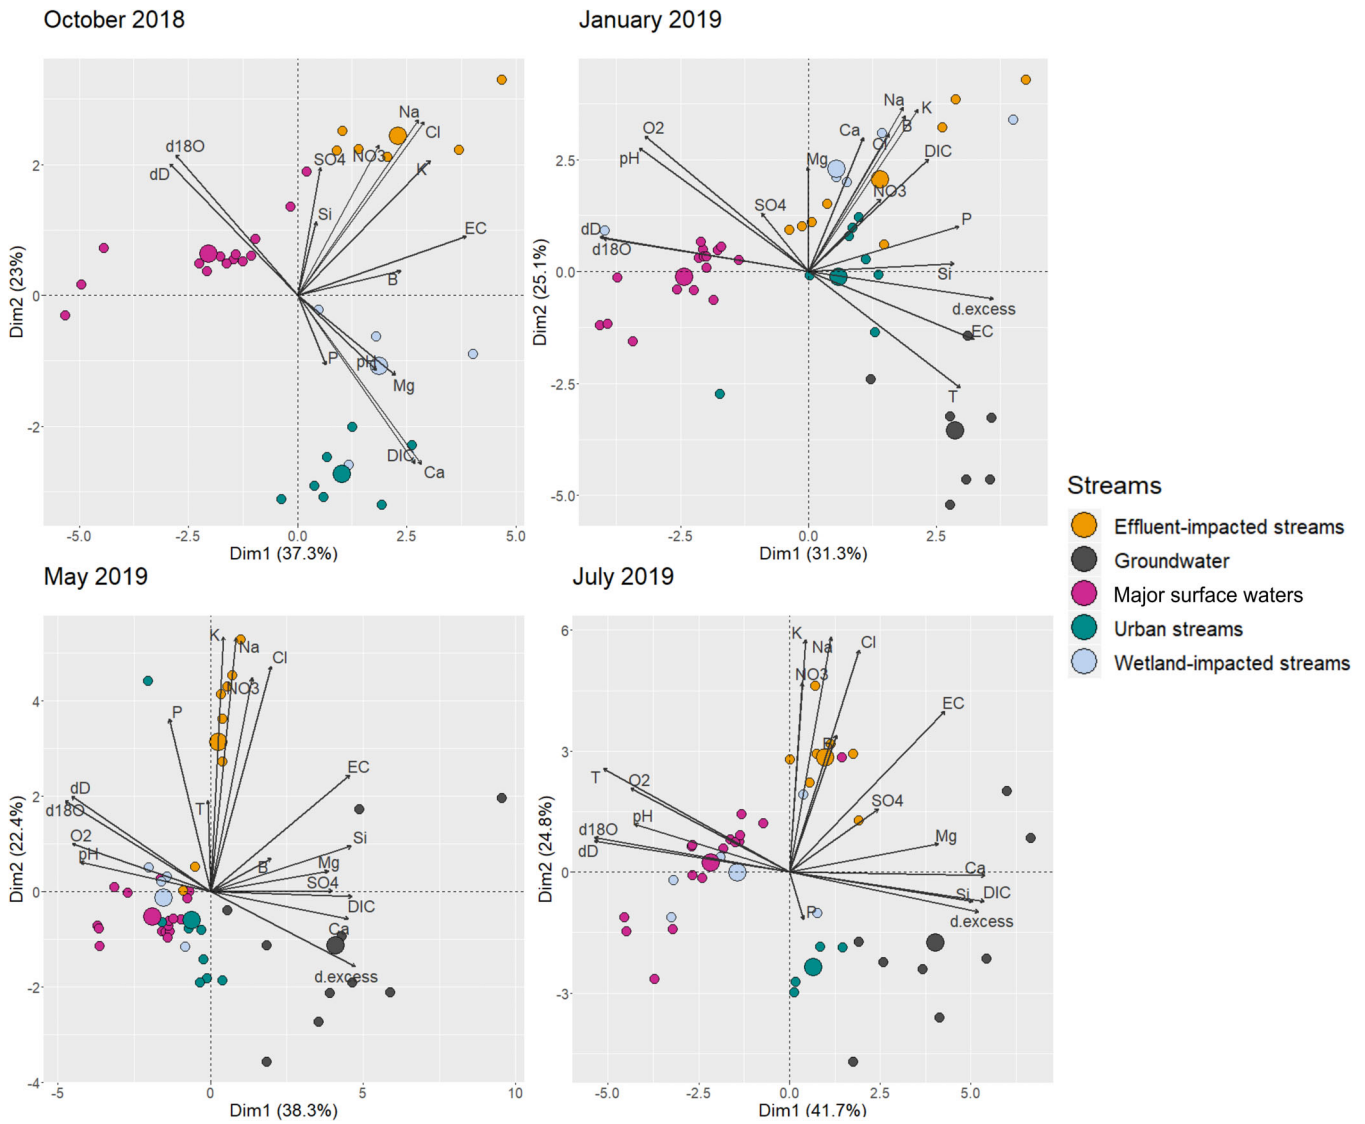 October 2018
January 2019
Dim2 (23%)
2
0
-2
d18O
dD
SO4
Si
Na
Cl
NO3
K
EC
B
P
pH
Mg
DIC
Ca
-5.0
-2.5
0.0
2.5
5.0
Dim1 (37.3%)
Dim2 (25.1%)
2.5
0.0
-2.5
-5.0
O2
pH
SO4
dD
d18O
Mg
Ca
Na
K
B
Cl
DIC
NO3
P
Si
d.excess
EC
T
-2.5
0.0
2.5
Dim1 (31.3%)
May 2019
July 2019
Dim2 (22.4%)
4
2
0
-2
-4
K
Na
Cl
NO3
P
T
dD
d18O
O2
pH
EC
Si
B
Mg
SO4
DIC
Ca
d.excess
-5
0
5
10
Dim1 (38.3%)
Dim2 (24.8%)
6
3
0
-3
K
Na
Cl
NO3
EC
B
T
O2
SO4
pH
d18O
dD
Mg
Ca
Si
DIC
P
d.excess
-5.0
-2.5
0.0
2.5
5.0
Dim1 (41.7%)
Streams
Effluent-impacted streams
Groundwater
Major surface waters
Urban streams
Wetland-impacted streams